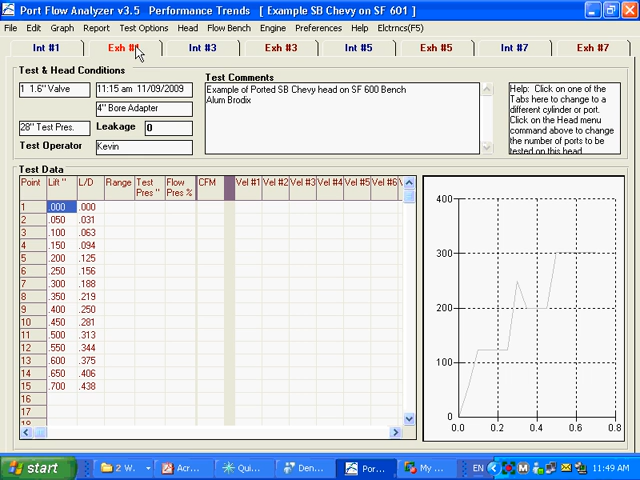 Port Flow Analyzer v3.5 Performance Trends [ Example SB Chevy on SF 601 ]
File Edit Graph Report Test Options Head Flow Bench Engine Preferences Help Elctrncs(F5)
Int #1 Exh #1 Int #3 Exh #3 Int #5 Exh #5 Int #7 Exh #7
Test & Head Conditions
1 1.6" Valve
11:15 am 11/09/2009
4" Bore Adapter
28" Test Pres.
Leakage 0
Test Operator
Kevin
Test Comments
Example of Ported SB Chevy head on SF 600 Bench
Alum Brodix
Help: Click on one of the
Tabs here to change to a
different cylinder or port.
Click on the Head menu
command above to change
the number of ports to be
tested on this head
Test Data
Point Lift " L/D Range Test Pres " Flow Pres % CFM Vel #1 Vel #2 Vel #3 Vel #4 Vel #5 Vel #6 V
1 .000 .000
2 .050 .031
3 .100 .063
4 .150 .094
5 .200 .125
6 .250 .156
7 .300 .188
8 .350 .219
9 .400 .250
10 .450 .281
11 .500 .313
12 .550 .344
13 .600 .375
14 .650 .406
15 .700 .438
16
17
18
400
300
200
100
0
0.0 0.2 0.4 0.6 0.8
start 2 W. Acr... Qui... Den... Por... My ... EN 11:49 AM